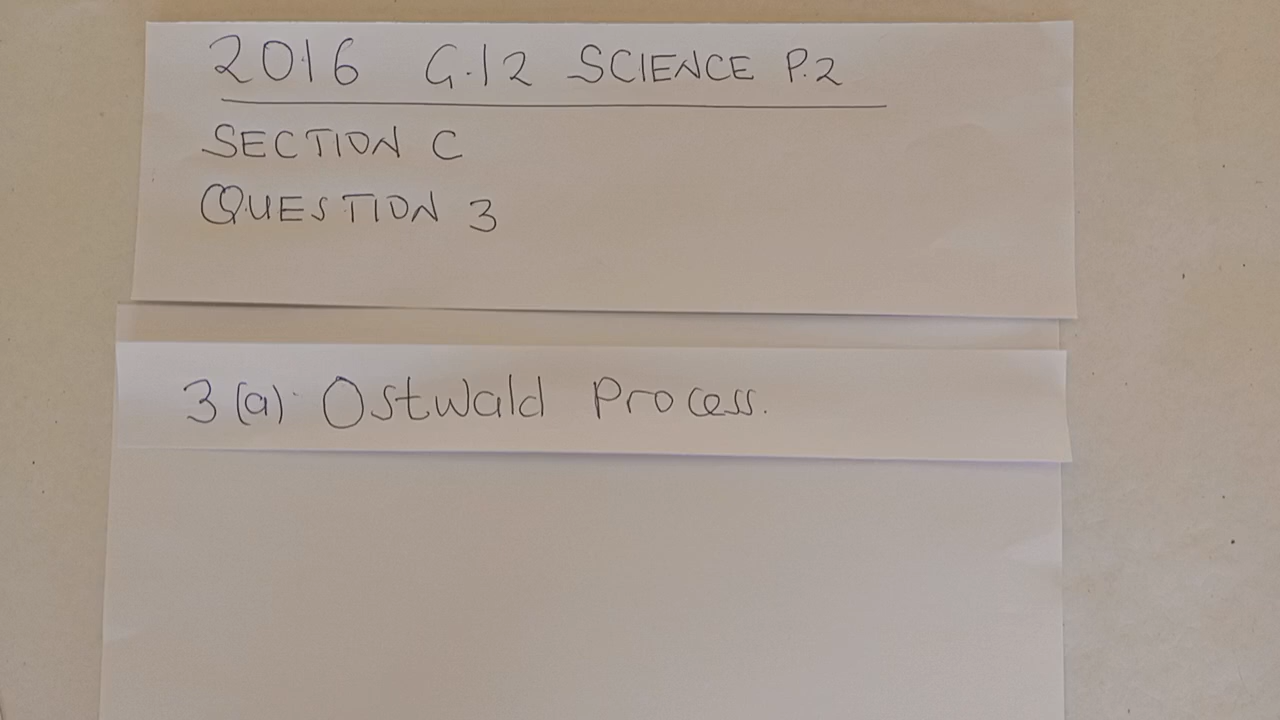 2016 G.12 SCIENCE P.2
SECTION C
QUESTION 3
3(a). Ostwald Process.